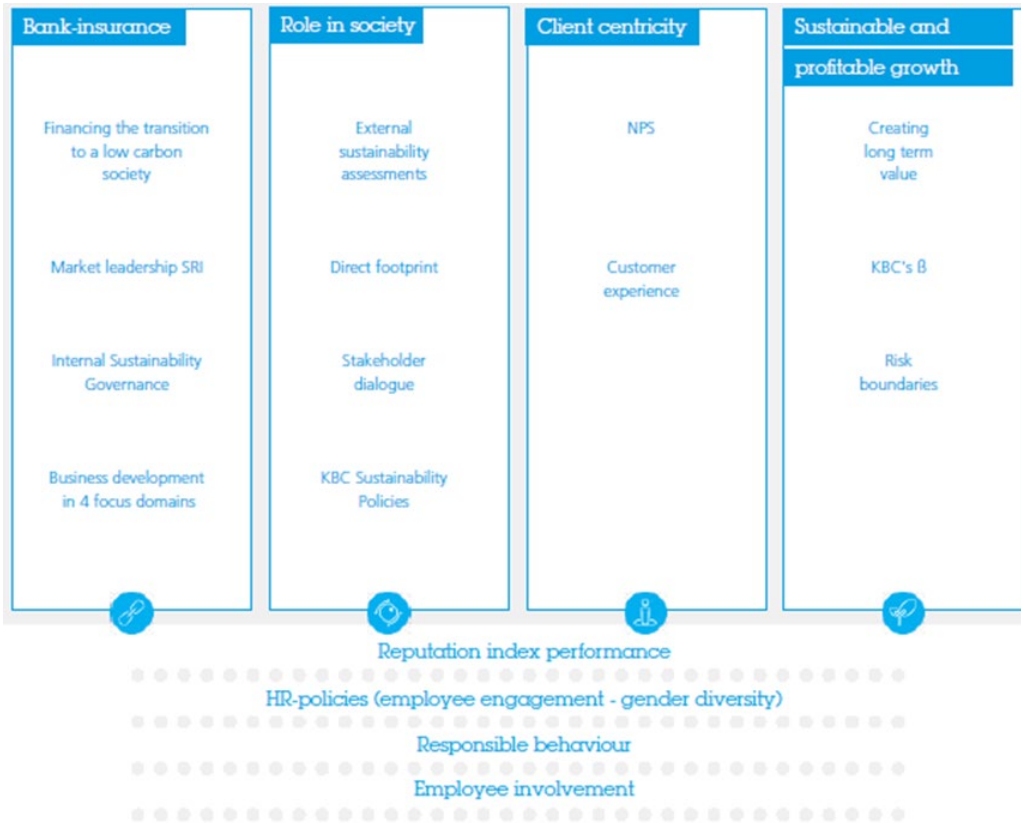 Bank-insurance
Financing the transition
to a low carbon
society
Market leadership SRI
Internal Sustainability
Governance
Business development
in 4 focus domains
Role in society
External
sustainability
assessments
Direct footprint
Stakeholder
dialogue
KBC Sustainability
Policies
Client centricity
NPS
Customer
experience
Sustainable and
profitable growth
Creating
long term
value
KBC's ß
Risk
boundaries
Reputation index performance
HR-policies (employee engagement - gender diversity)
Responsible behaviour
Employee involvement